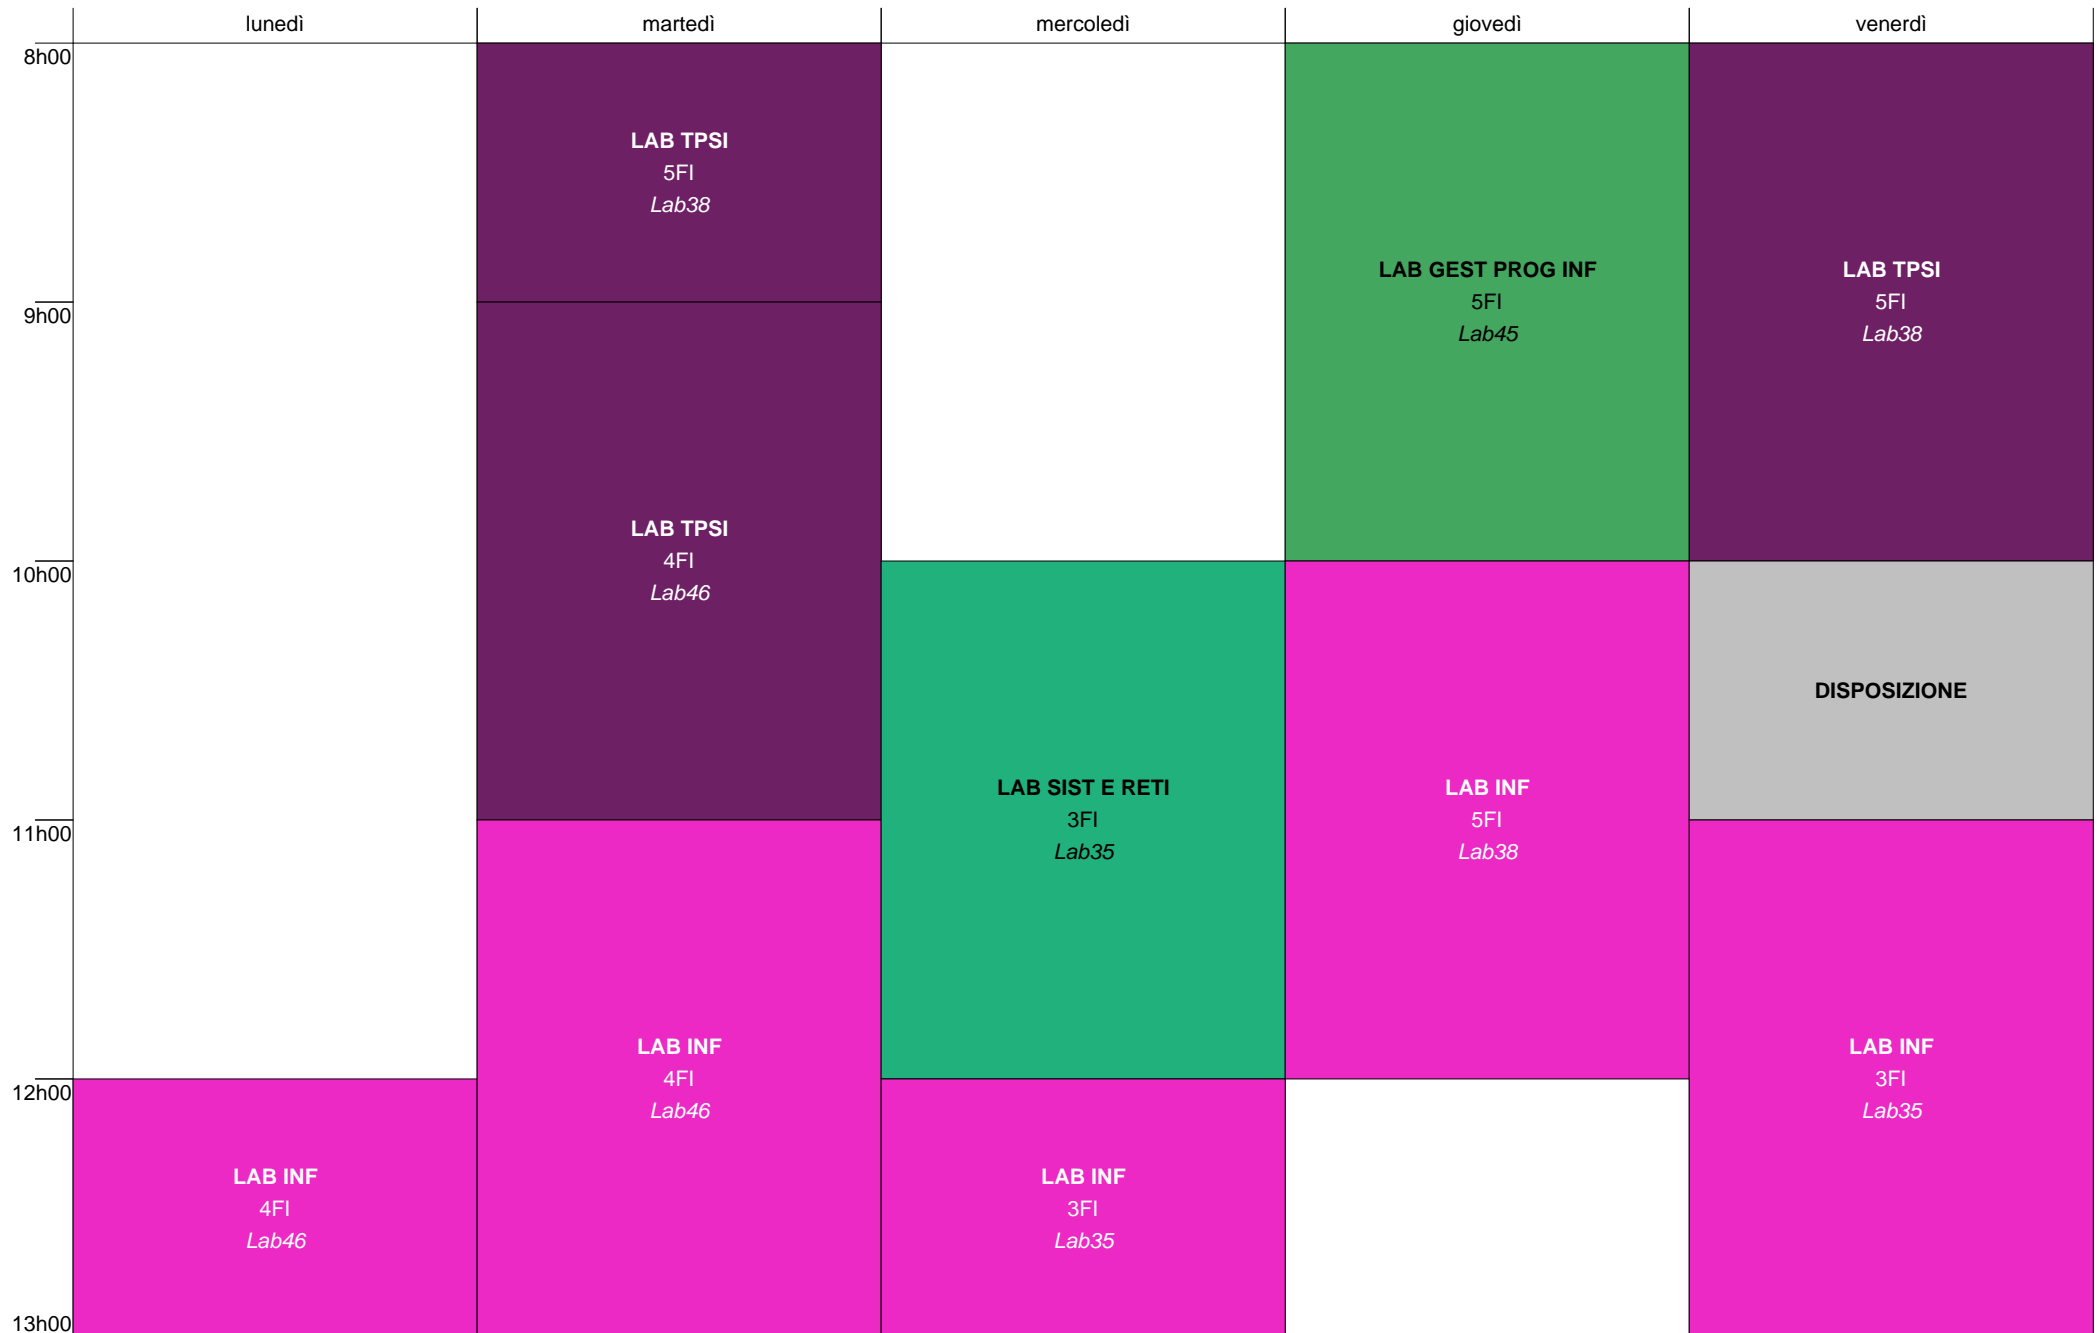 lunedì
martedì
mercoledì
giovedì
venerdì
8h00
9h00
10h00
11h00
12h00
13h00
LAB INF
4FI
Lab46
LAB TPSI
5FI
Lab38
LAB TPSI
4FI
Lab46
LAB INF
4FI
Lab46
LAB SIST E RETI
3FI
Lab35
LAB INF
3FI
Lab35
LAB GEST PROG INF
5FI
Lab45
LAB INF
5FI
Lab38
LAB TPSI
5FI
Lab38
DISPOSIZIONE
LAB INF
3FI
Lab35